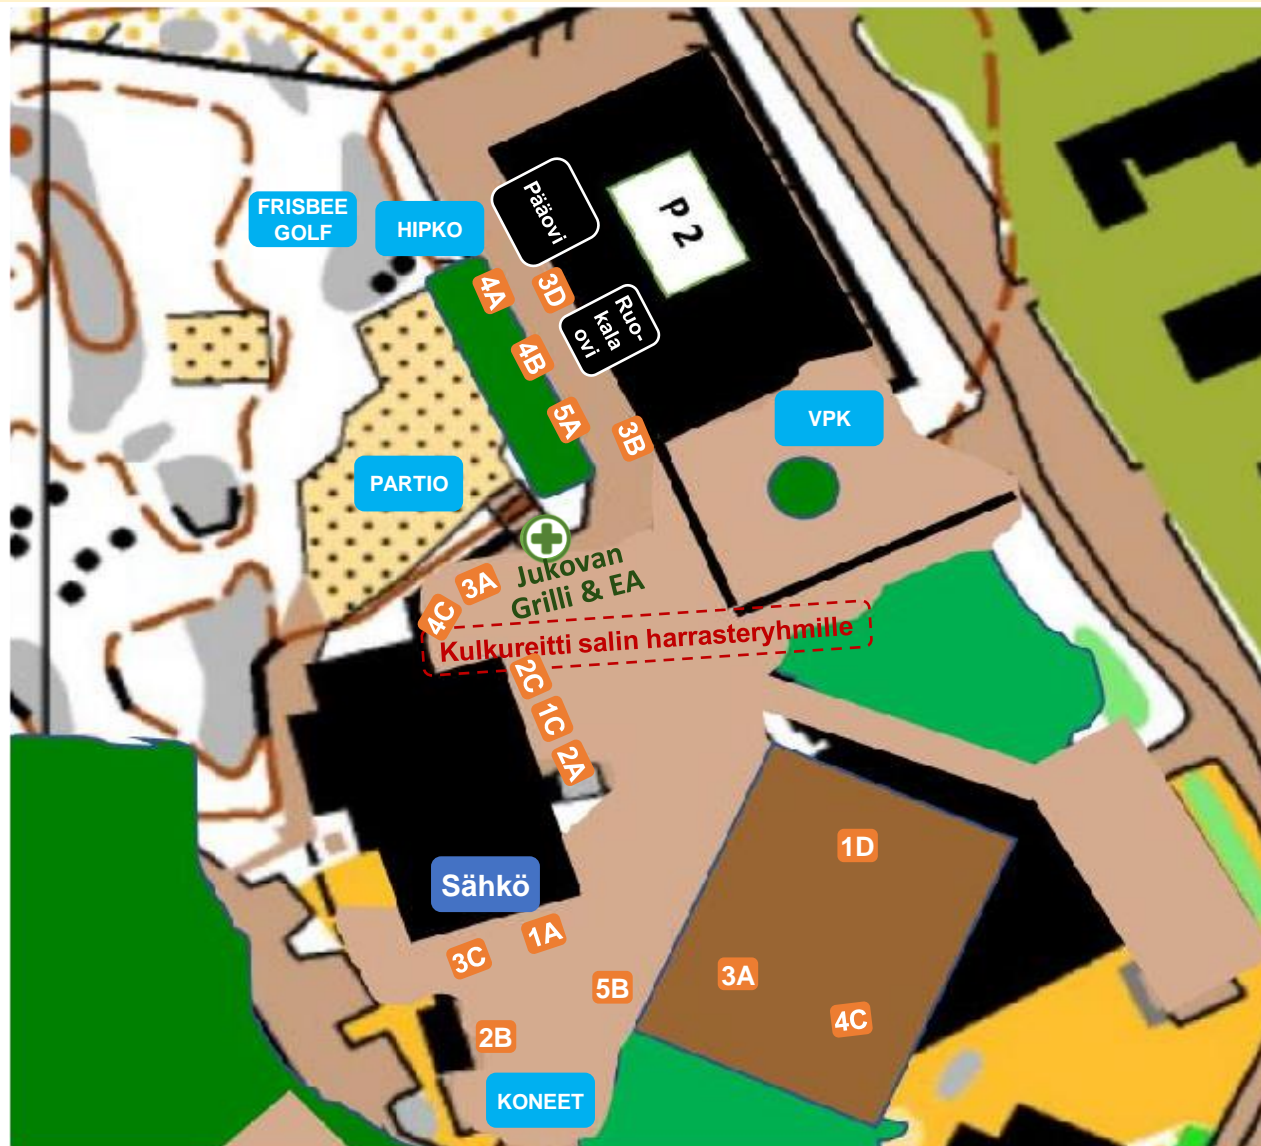 FRISBEE
GOLF
HIPKO
Pääovi
P 2
4A
3D
Ruo-
kala
ovi
4B
5A
3B
VPK
PARTIO
Jukovan
Grilli & EA
3A
4C
Kulkureitti salin harrasteryhmille
2C
1C
2A
1D
Sähkö
1A
3C
5B
3A
4C
2B
KONEET